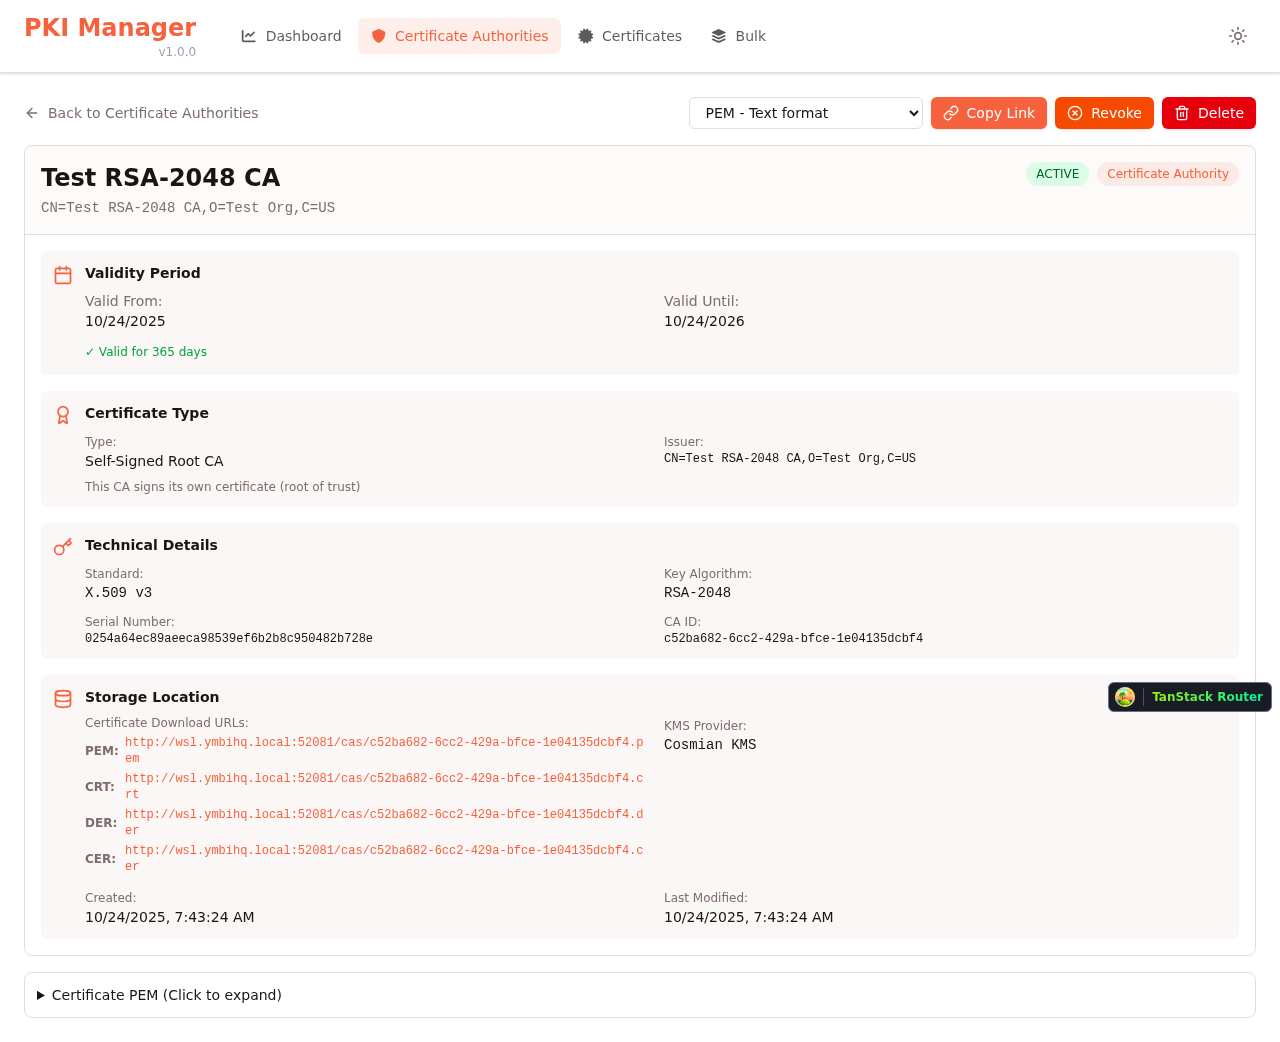 PKI Manager
v1.0.0
Dashboard
Certificate Authorities
Certificates
Bulk
Back to Certificate Authorities
PEM - Text format
Copy Link
Revoke
Delete
Test RSA-2048 CA
CN=Test RSA-2048 CA,O=Test Org,C=US
ACTIVE
Certificate Authority
Validity Period
Valid From:
10/24/2025
Valid Until:
10/24/2026
✓ Valid for 365 days
Certificate Type
Type:
Self-Signed Root CA
Issuer:
CN=Test RSA-2048 CA,O=Test Org,C=US
This CA signs its own certificate (root of trust)
Technical Details
Standard:
X.509 v3
Key Algorithm:
RSA-2048
Serial Number:
0254a64ec89aeeca98539ef6b2b8c950482b728e
CA ID:
c52ba682-6cc2-429a-bfce-1e04135dcbf4
Storage Location
TanStack Router
Certificate Download URLs:
PEM: http://wsl.ymbihq.local:52081/cas/c52ba682-6cc2-429a-bfce-1e04135dcbf4.p
em
CRT: http://wsl.ymbihq.local:52081/cas/c52ba682-6cc2-429a-bfce-1e04135dcbf4.c
rt
DER: http://wsl.ymbihq.local:52081/cas/c52ba682-6cc2-429a-bfce-1e04135dcbf4.d
er
CER: http://wsl.ymbihq.local:52081/cas/c52ba682-6cc2-429a-bfce-1e04135dcbf4.c
er
KMS Provider:
Cosmian KMS
Created:
10/24/2025, 7:43:24 AM
Last Modified:
10/24/2025, 7:43:24 AM
Certificate PEM (Click to expand)